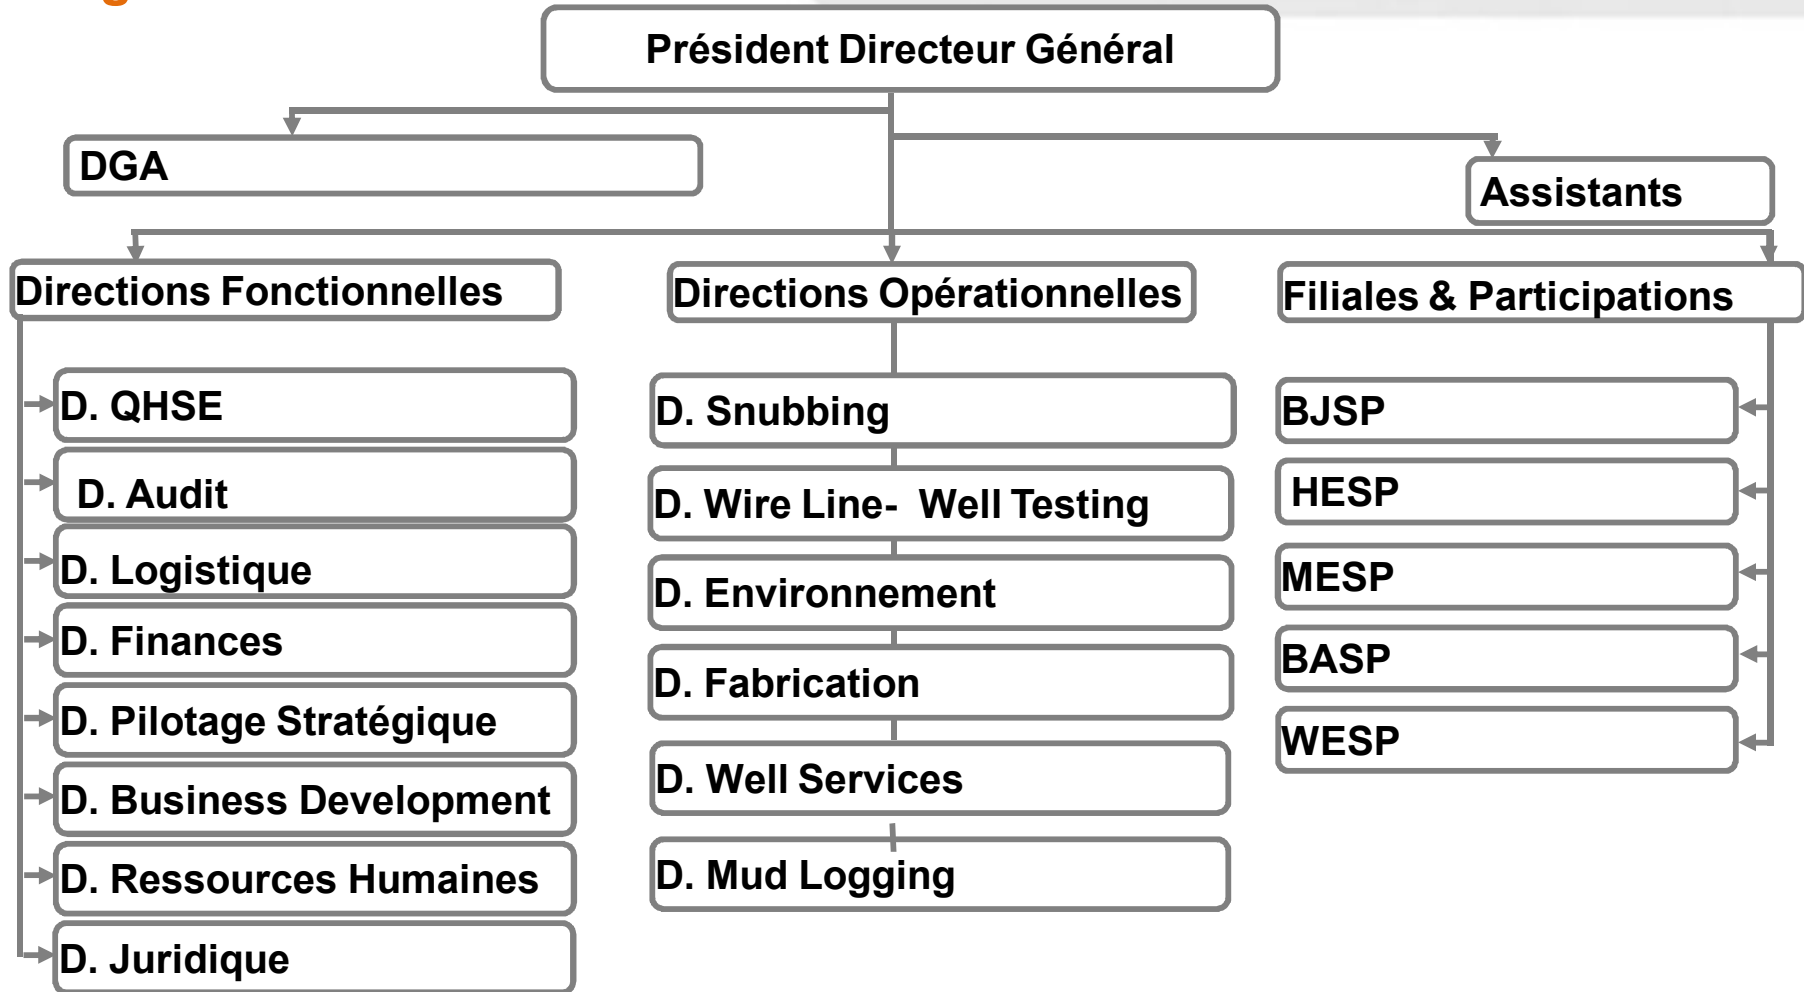 Président Directeur Général
DGA
Assistants
Directions Fonctionnelles
D. QHSE
D. Audit
D. Logistique
D. Finances
D. Pilotage Stratégique
D. Business Development
D. Ressources Humaines
D. Juridique
Directions Opérationnelles
D. Snubbing
D. Wire Line- Well Testing
D. Environnement
D. Fabrication
D. Well Services
D. Mud Logging
Filiales & Participations
BJSP
HESP
MESP
BASP
WESP